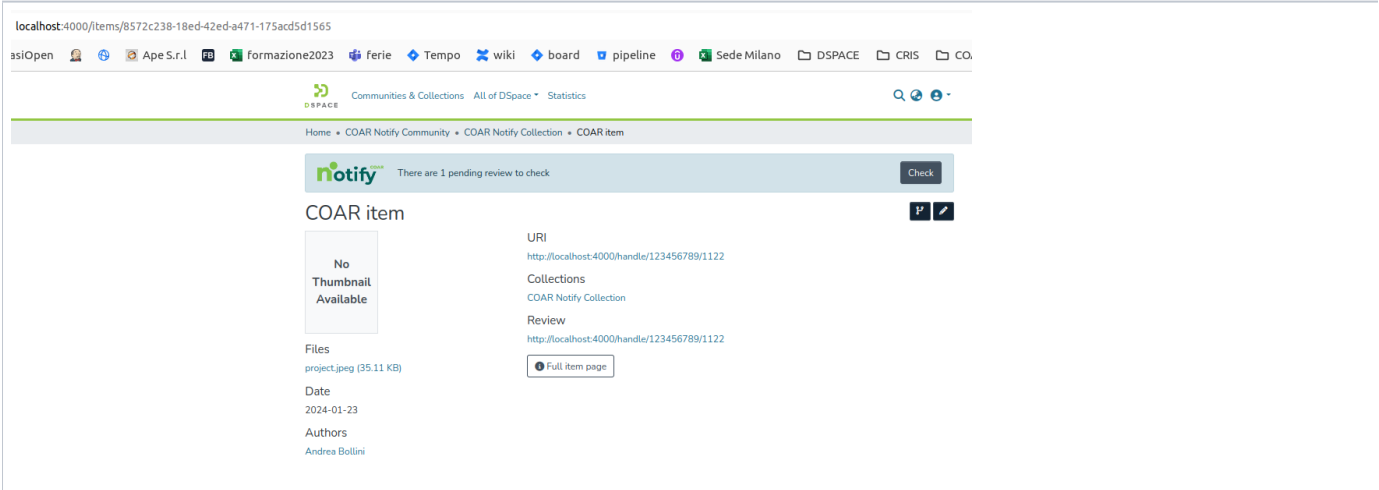 localhost:4000/items/8572c238-18ed-42ed-a471-175acd5d1565
asiOpen Ape S.r.l FB formazione2023 ferie Tempo wiki board pipeline Sede Milano DSPACE CRIS CO
DSPACE Communities & Collections All of DSpace Statistics
Home • COAR Notify Community • COAR Notify Collection • COAR item
notify COAR There are 1 pending review to check Check
COAR item
No
Thumbnail
Available
Files
project.jpeg (35.11 KB)
Date
2024-01-23
Authors
Andrea Bollini
URI
http://localhost:4000/handle/123456789/1122
Collections
COAR Notify Collection
Review
http://localhost:4000/handle/123456789/1122
Full item page